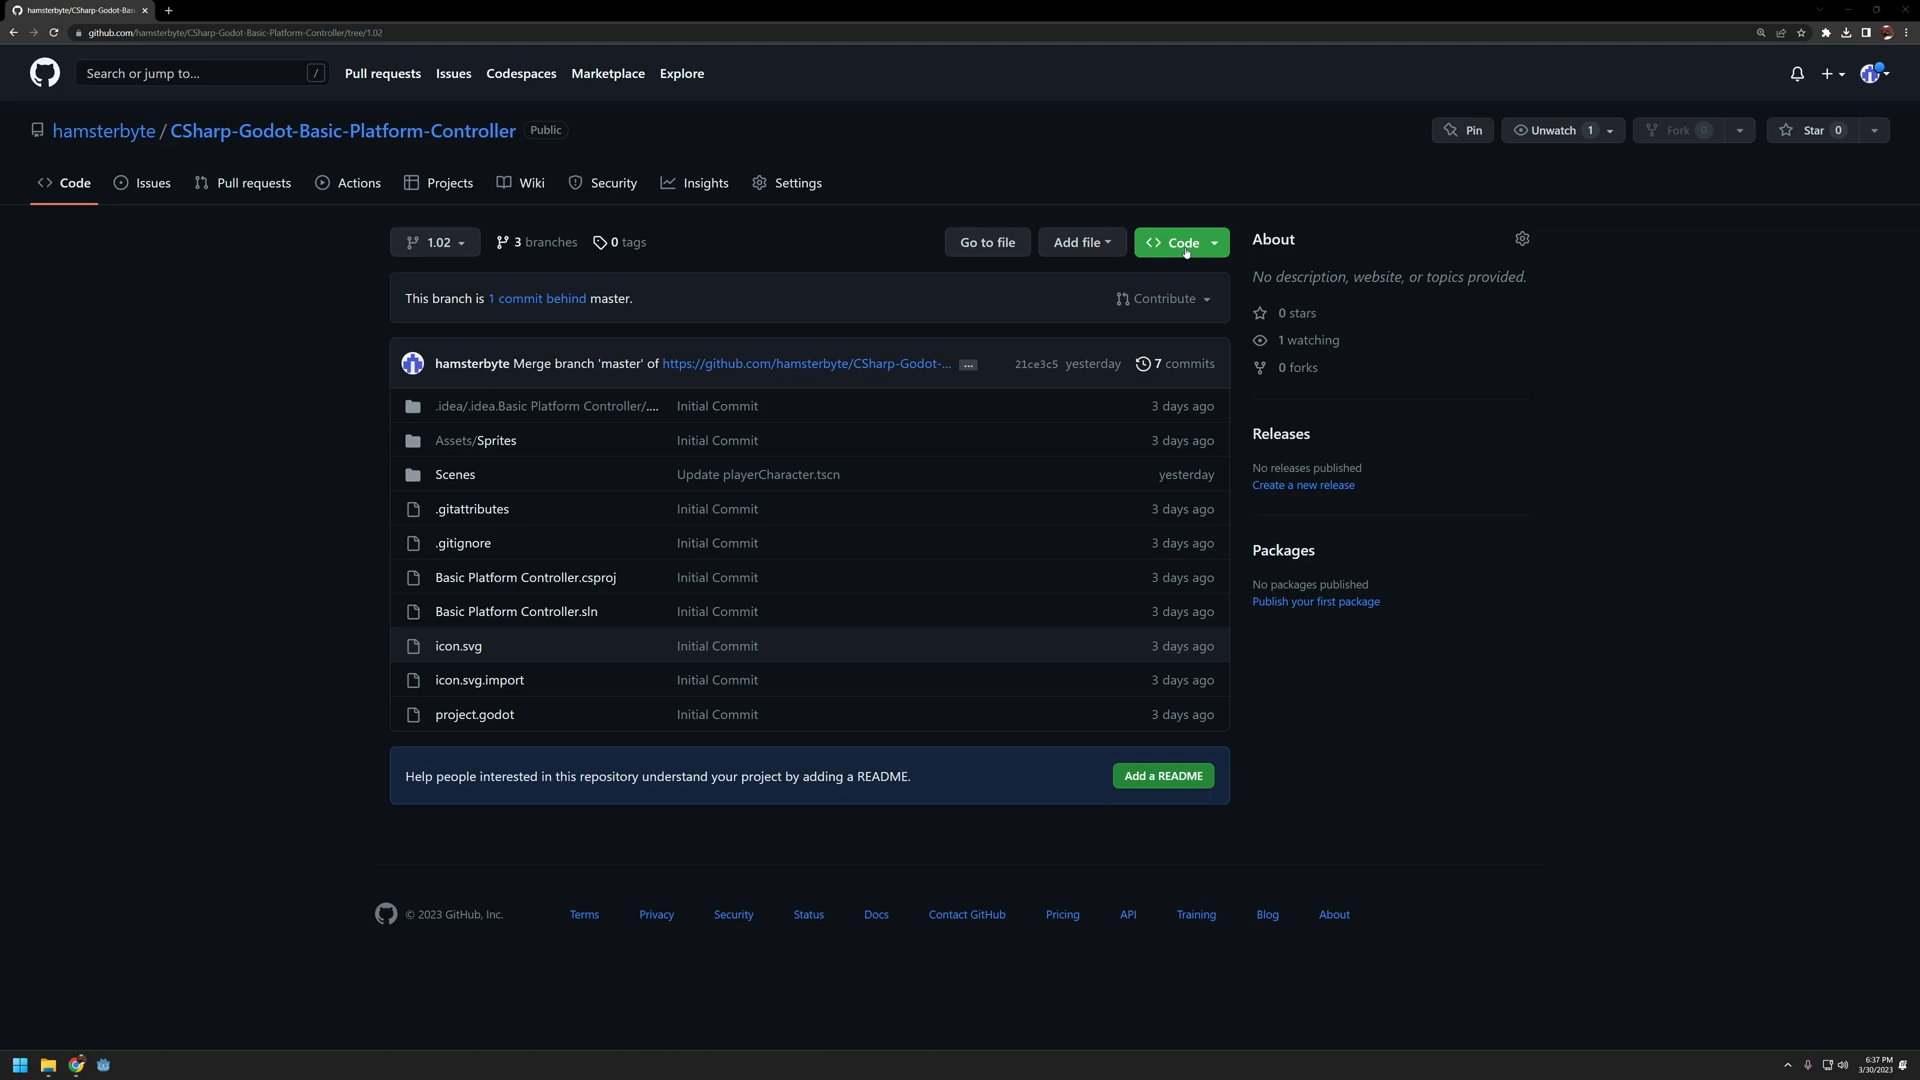 hamsterbyte/CSharp-Godot-Bas
github.com/hamsterbyte/CSharp-Godot-Basic-Platform-Controller/tree/1.02
Search or jump to... /
Pull requests Issues Codespaces Marketplace Explore
hamsterbyte / CSharp-Godot-Basic-Platform-Controller Public
Pin Unwatch 1 Fork 0 Star 0
Code Issues Pull requests Actions Projects Wiki Security Insights Settings
1.02 3 branches 0 tags Go to file Add file Code
About
No description, website, or topics provided.
This branch is 1 commit behind master. Contribute
0 stars
1 watching
0 forks
hamsterbyte Merge branch 'master' of https://github.com/hamsterbyte/CSharp-Godot-... ... 21ce3c5 yesterday 7 commits
.idea/.idea.Basic Platform Controller/.... Initial Commit 3 days ago
Assets/Sprites Initial Commit 3 days ago
Scenes Update playerCharacter.tscn yesterday
.gitattributes Initial Commit 3 days ago
.gitignore Initial Commit 3 days ago
Basic Platform Controller.csproj Initial Commit 3 days ago
Basic Platform Controller.sln Initial Commit 3 days ago
icon.svg Initial Commit 3 days ago
icon.svg.import Initial Commit 3 days ago
project.godot Initial Commit 3 days ago
Releases
No releases published
Create a new release
Packages
No packages published
Publish your first package
Help people interested in this repository understand your project by adding a README. Add a README
© 2023 GitHub, Inc. Terms Privacy Security Status Docs Contact GitHub Pricing API Training Blog About
6:37 PM
3/30/2023